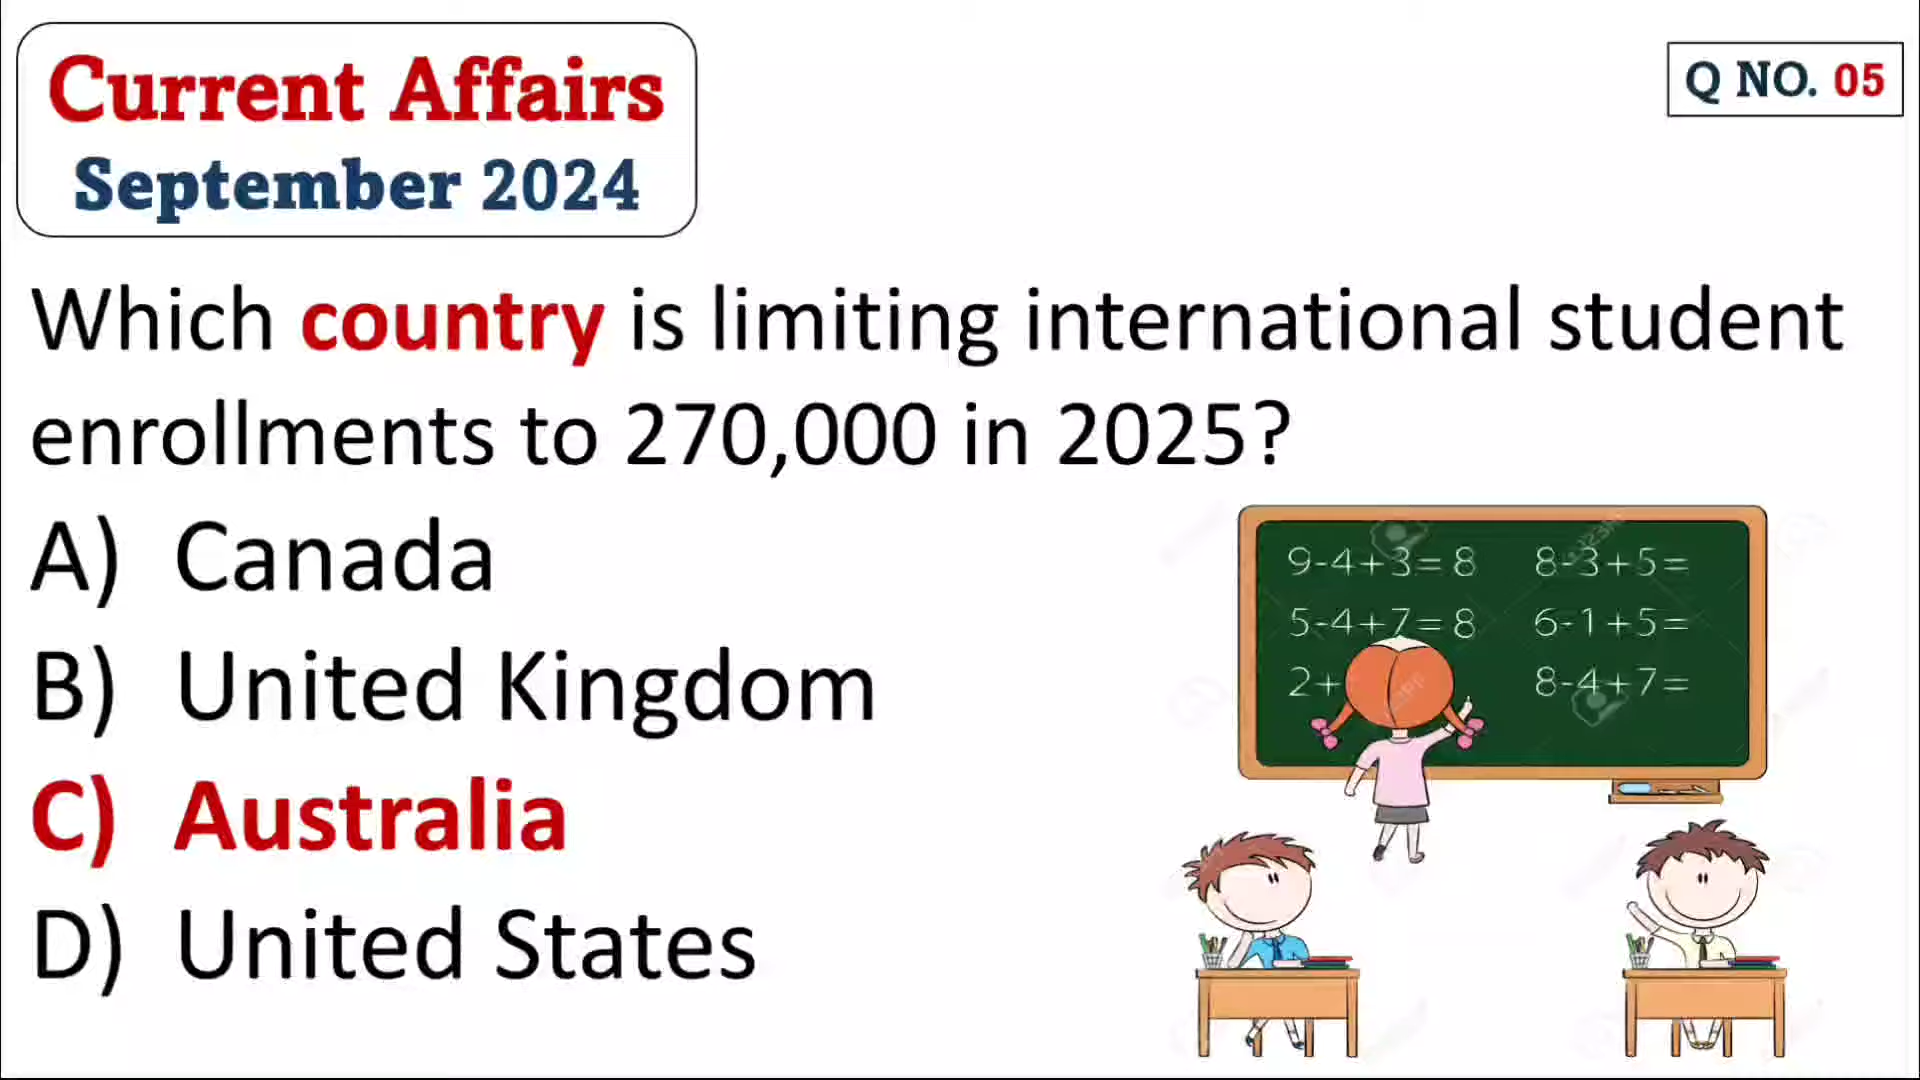 Current Affairs
September 2024
Q NO. 05
Which country is limiting international student
enrollments to 270,000 in 2025?
A) Canada
B) United Kingdom
C) Australia
D) United States
9-4+3=8 8-3+5=
5-4+7=8 6-1+5=
2+ 8-4+7=